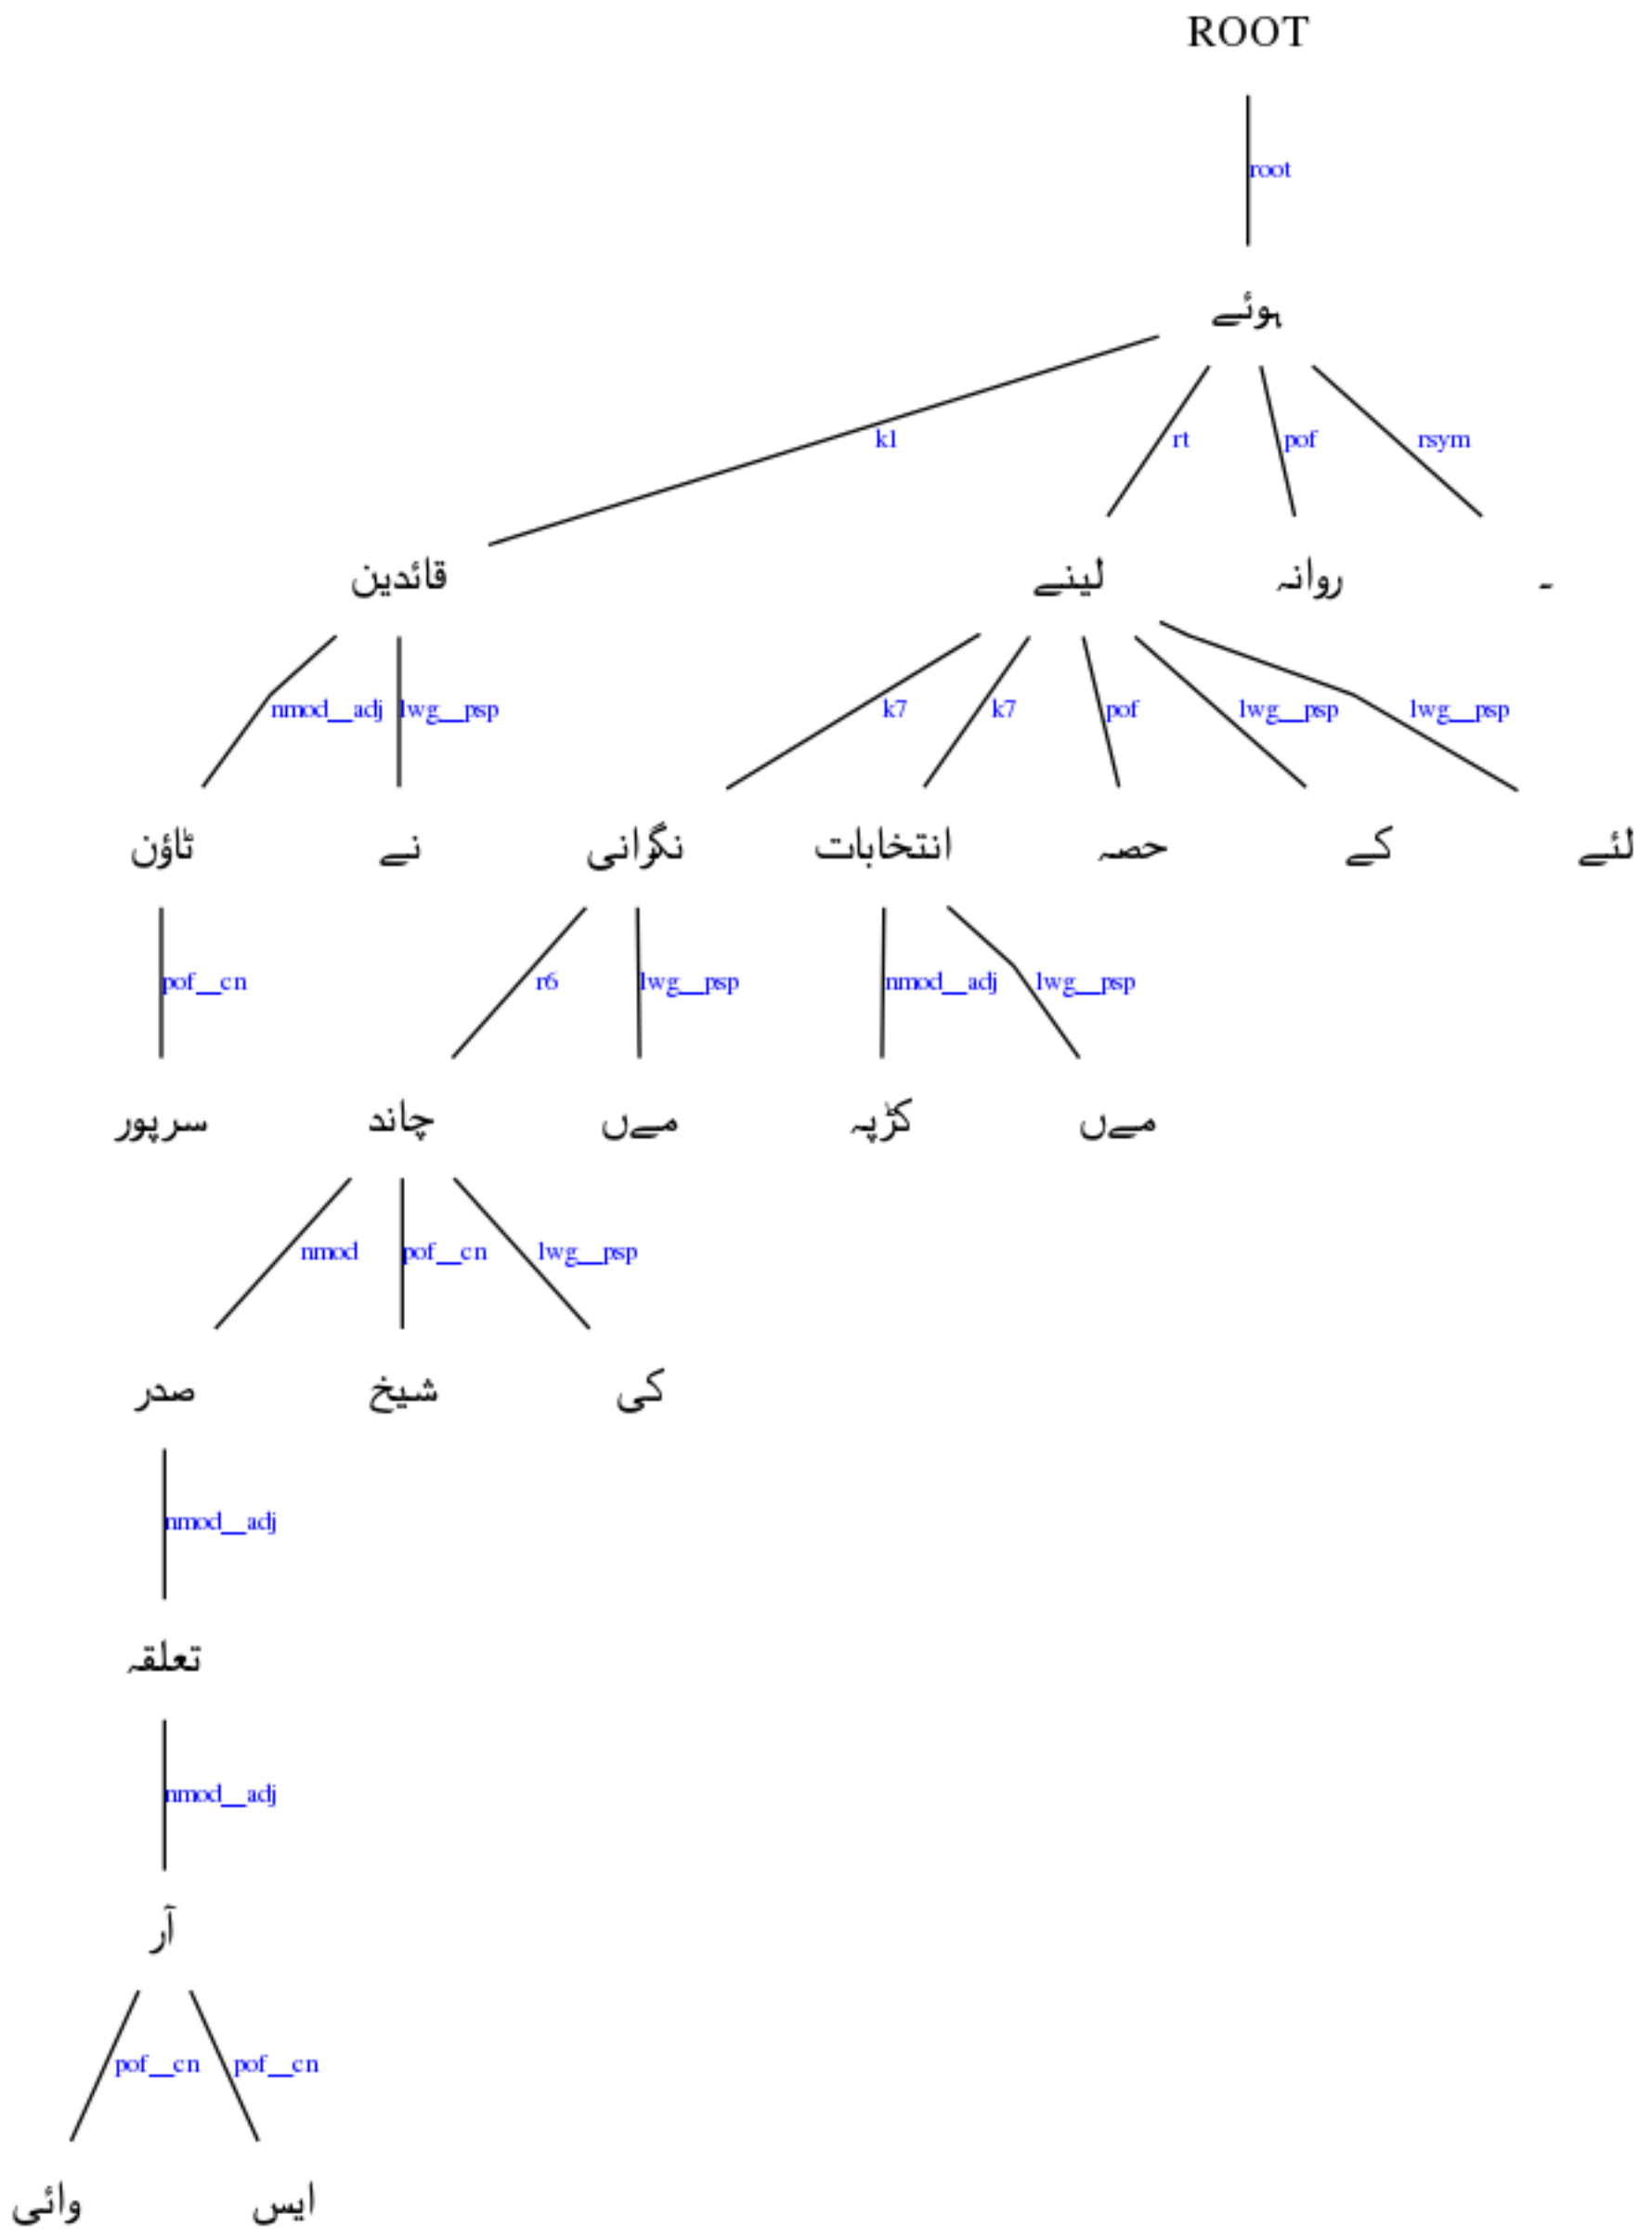 ROOT
root
ہوئے
k1 rt pof rsym
قائدین لینے روانہ ۔
nmod__adj lwg__psp k7 k7 pof lwg__psp lwg__psp
ٹاؤن نے نگرانی انتخابات حصہ کے لئے
pof__cn r6 lwg__psp nmod__adj lwg__psp
سرپور چاند مےں کڑپہ مےں
nmod pof__cn lwg__psp
صدر شیخ کی
nmod__adj
تعلقہ
nmod__adj
آر
pof__cn pof__cn
وائی ایس